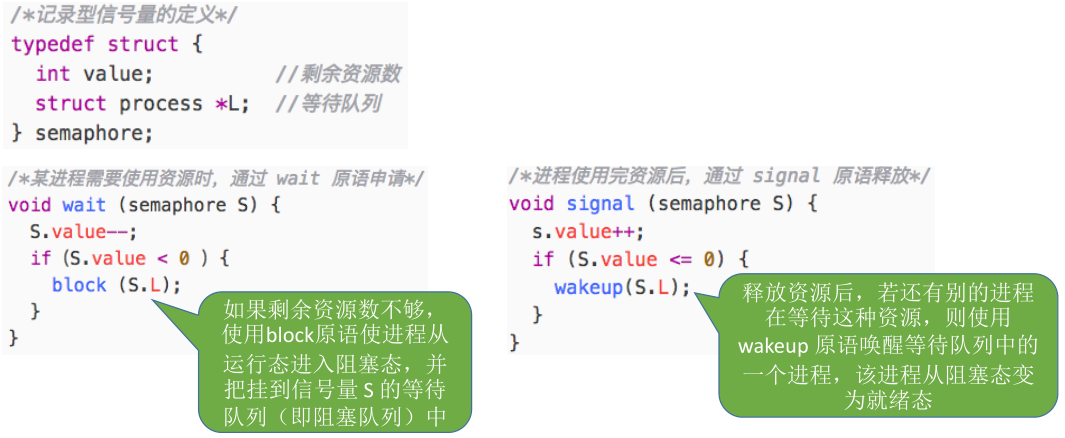 /*记录型信号量的定义*/
typedef struct {
int value; //剩余资源数
struct process *L; //等待队列
} semaphore;
/*某进程需要使用资源时，通过 wait 原语申请*/
void wait (semaphore S) {
S.value--;
if (S.value < 0 ) {
block (S.L);
}
}
如果剩余资源数不够，
使用block原语使进程从
运行态进入阻塞态，并
把挂到信号量 S 的等待
队列（即阻塞队列）中
/*进程使用完资源后，通过 signal 原语释放*/
void signal (semaphore S) {
s.value++;
if (S.value <= 0) {
wakeup(S.L);
}
}
释放资源后，若还有别的进程
在等待这种资源，则使用
wakeup 原语唤醒等待队列中的
一个进程，该进程从阻塞态变
为就绪态